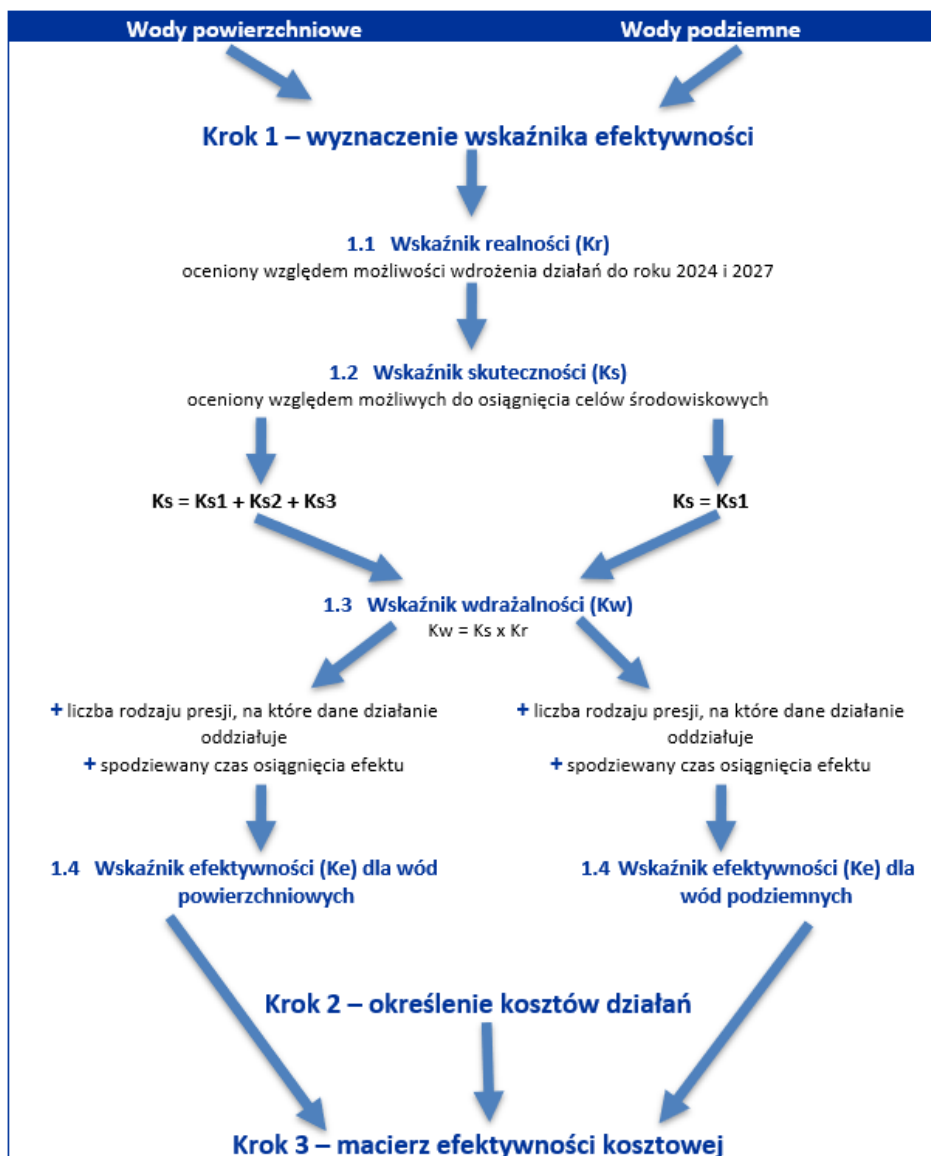 Wody powierzchniowe
Wody podziemne
Krok 1 – wyznaczenie wskaźnika efektywności
1.1 Wskaźnik realności (Kr)
oceniony względem możliwości wdrożenia działań do roku 2024 i 2027
1.2 Wskaźnik skuteczności (Ks)
oceniony względem możliwych do osiągnięcia celów środowiskowych
Ks = Ks1 + Ks2 + Ks3
Ks = Ks1
1.3 Wskaźnik wdrażalności (Kw)
Kw = Ks x Kr
+ liczba rodzaju presji, na które dane działanie
oddziałuje
+ spodziewany czas osiągnięcia efektu
+ liczba rodzaju presji, na które dane działanie
oddziałuje
+ spodziewany czas osiągnięcia efektu
1.4 Wskaźnik efektywności (Ke) dla wód
powierzchniowych
1.4 Wskaźnik efektywności (Ke) dla
wód podziemnych
Krok 2 – określenie kosztów działań
Krok 3 – macierz efektywności kosztowej